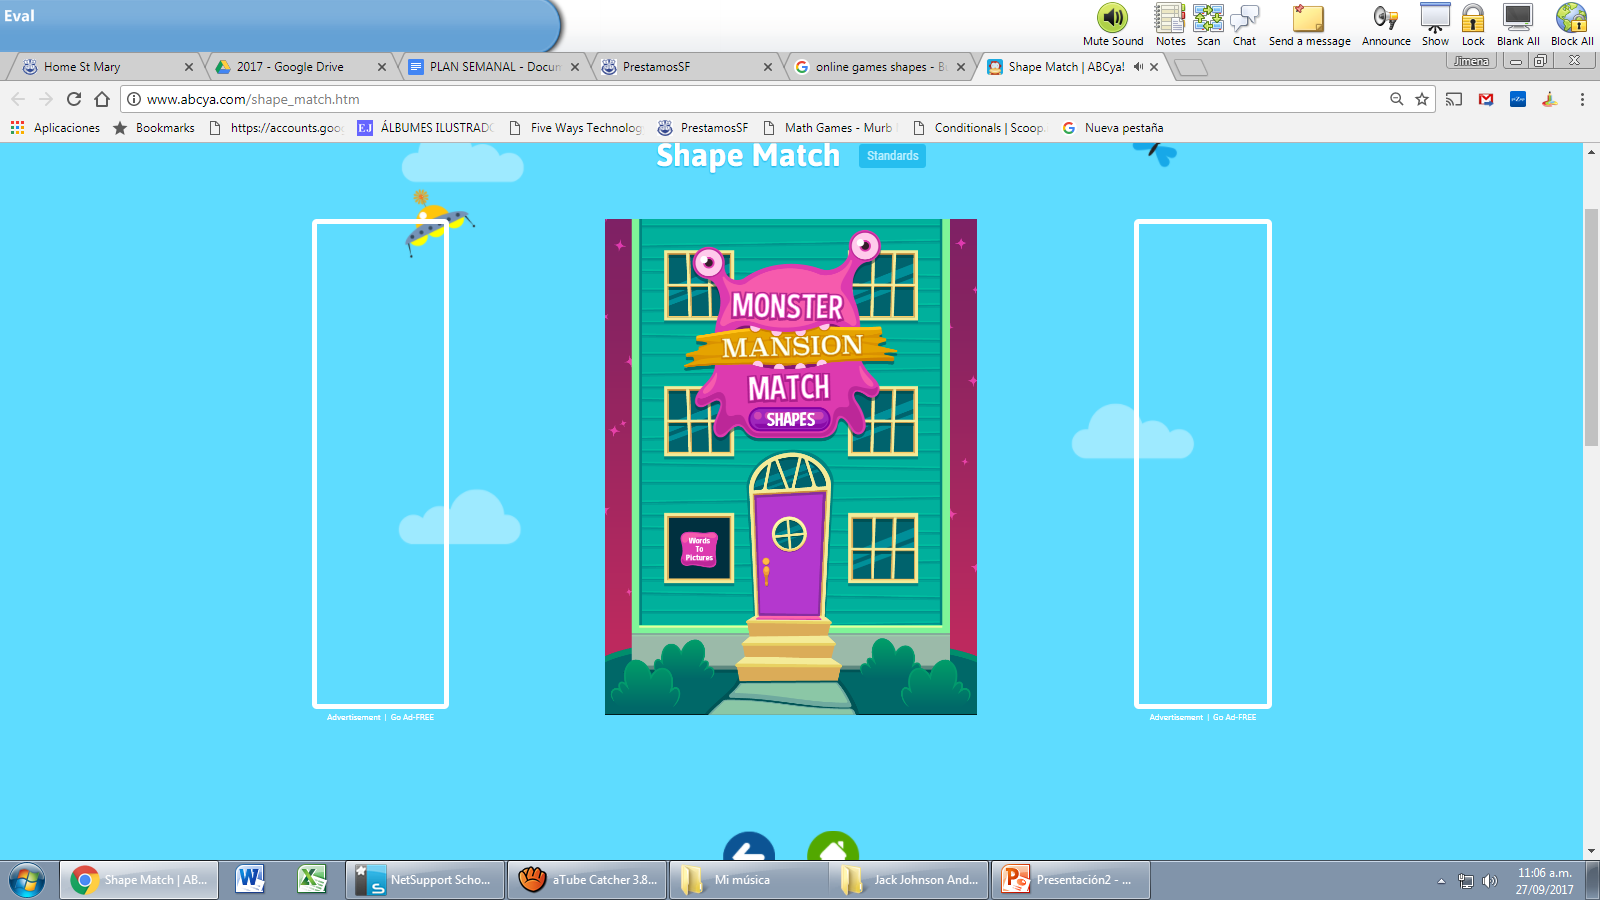 Eval
Mute Sound Notes Scan Chat Send a message Announce Show Lock Blank All Block All
Home St Mary 2017 - Google Drive PLAN SEMANAL - Docum PrestamosSF online games shapes - B Shape Match | ABCya! Jimena
www.abcya.com/shape_match.htm
Aplicaciones Bookmarks https://accounts.goo ÁLBUMES ILUSTRADO Five Ways Technolog PrestamosSF Math Games - Murb Conditionals | Scoop. Nueva pestaña
Shape Match Standards
MONSTER
MANSION
MATCH
SHAPES
Words
To
Pictures
Advertisement | Go Ad-FREE Advertisement | Go Ad-FREE
Shape Match | AB... NetSupport Scho... aTube Catcher 3.8... Mi música Jack Johnson And... Presentación2 - ... 11:06 a.m.
27/09/2017